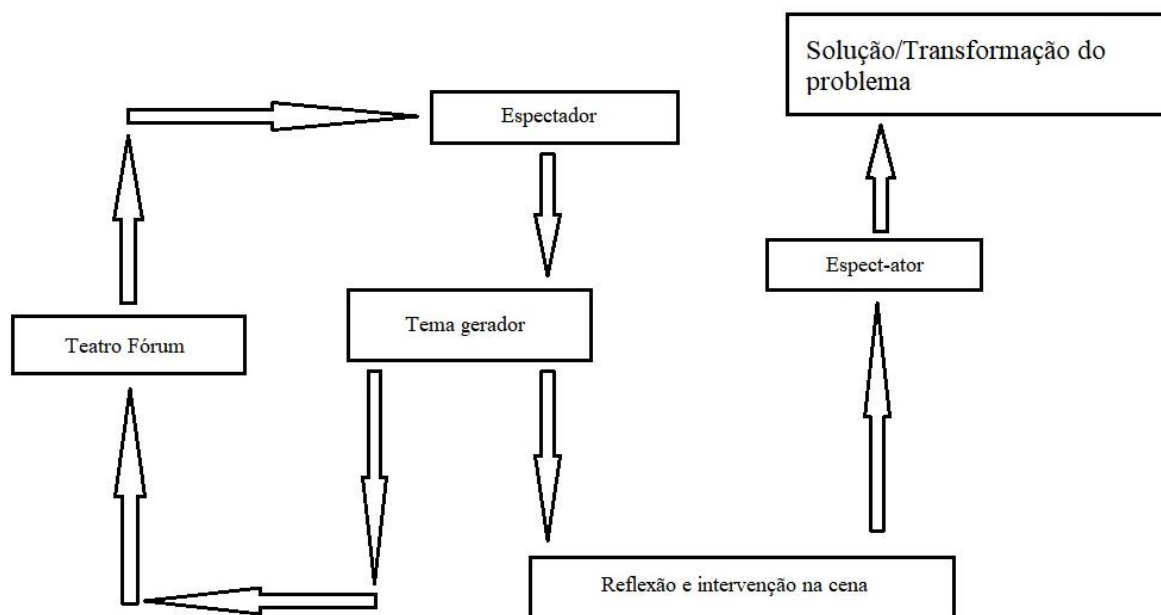 Solução/Transformação do
problema
Espectador
Espect-ator
Teatro Fórum
Tema gerador
Reflexão e intervenção na cena